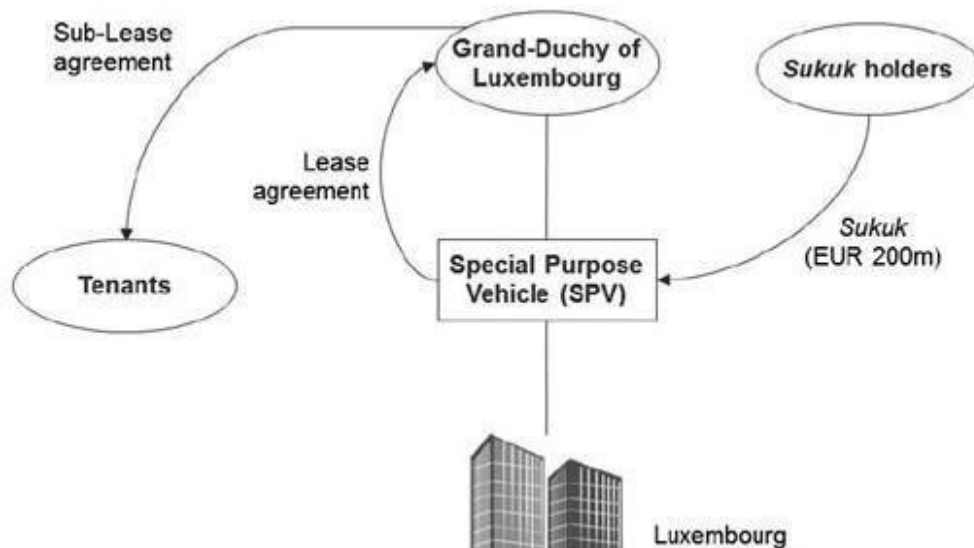 Sub-Lease
agreement
Grand-Duchy of
Luxembourg
Sukuk holders
Lease
agreement
Sukuk
(EUR 200m)
Tenants
Special Purpose
Vehicle (SPV)
Luxembourg